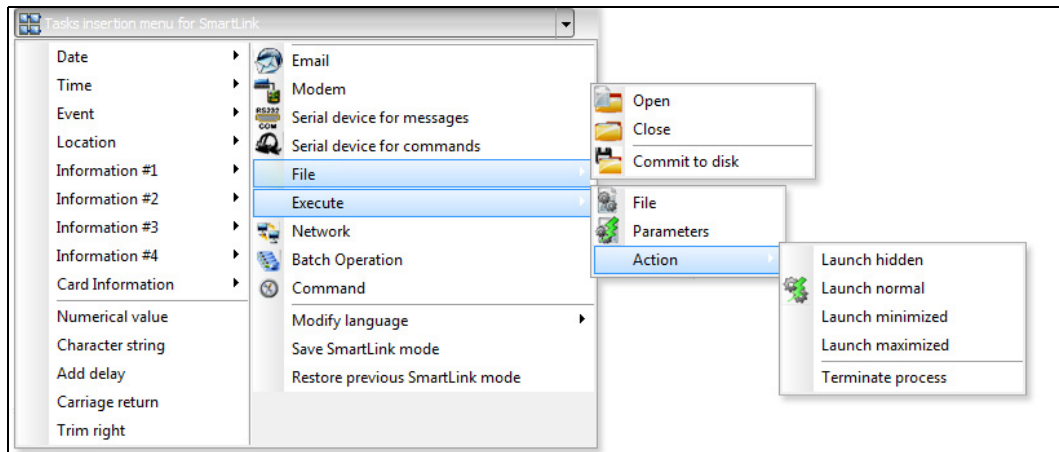 Tasks insertion menu for SmartLink
Date
Time
Event
Location
Information #1
Information #2
Information #3
Information #4
Card Information
Numerical value
Character string
Add delay
Carriage return
Trim right
Email
Modem
RS232
COM
Serial device for messages
Serial device for commands
File
Execute
Network
Batch Operation
Command
Modify language
Save SmartLink mode
Restore previous SmartLink mode
Open
Close
Commit to disk
File
Parameters
Action
Launch hidden
Launch normal
Launch minimized
Launch maximized
Terminate process